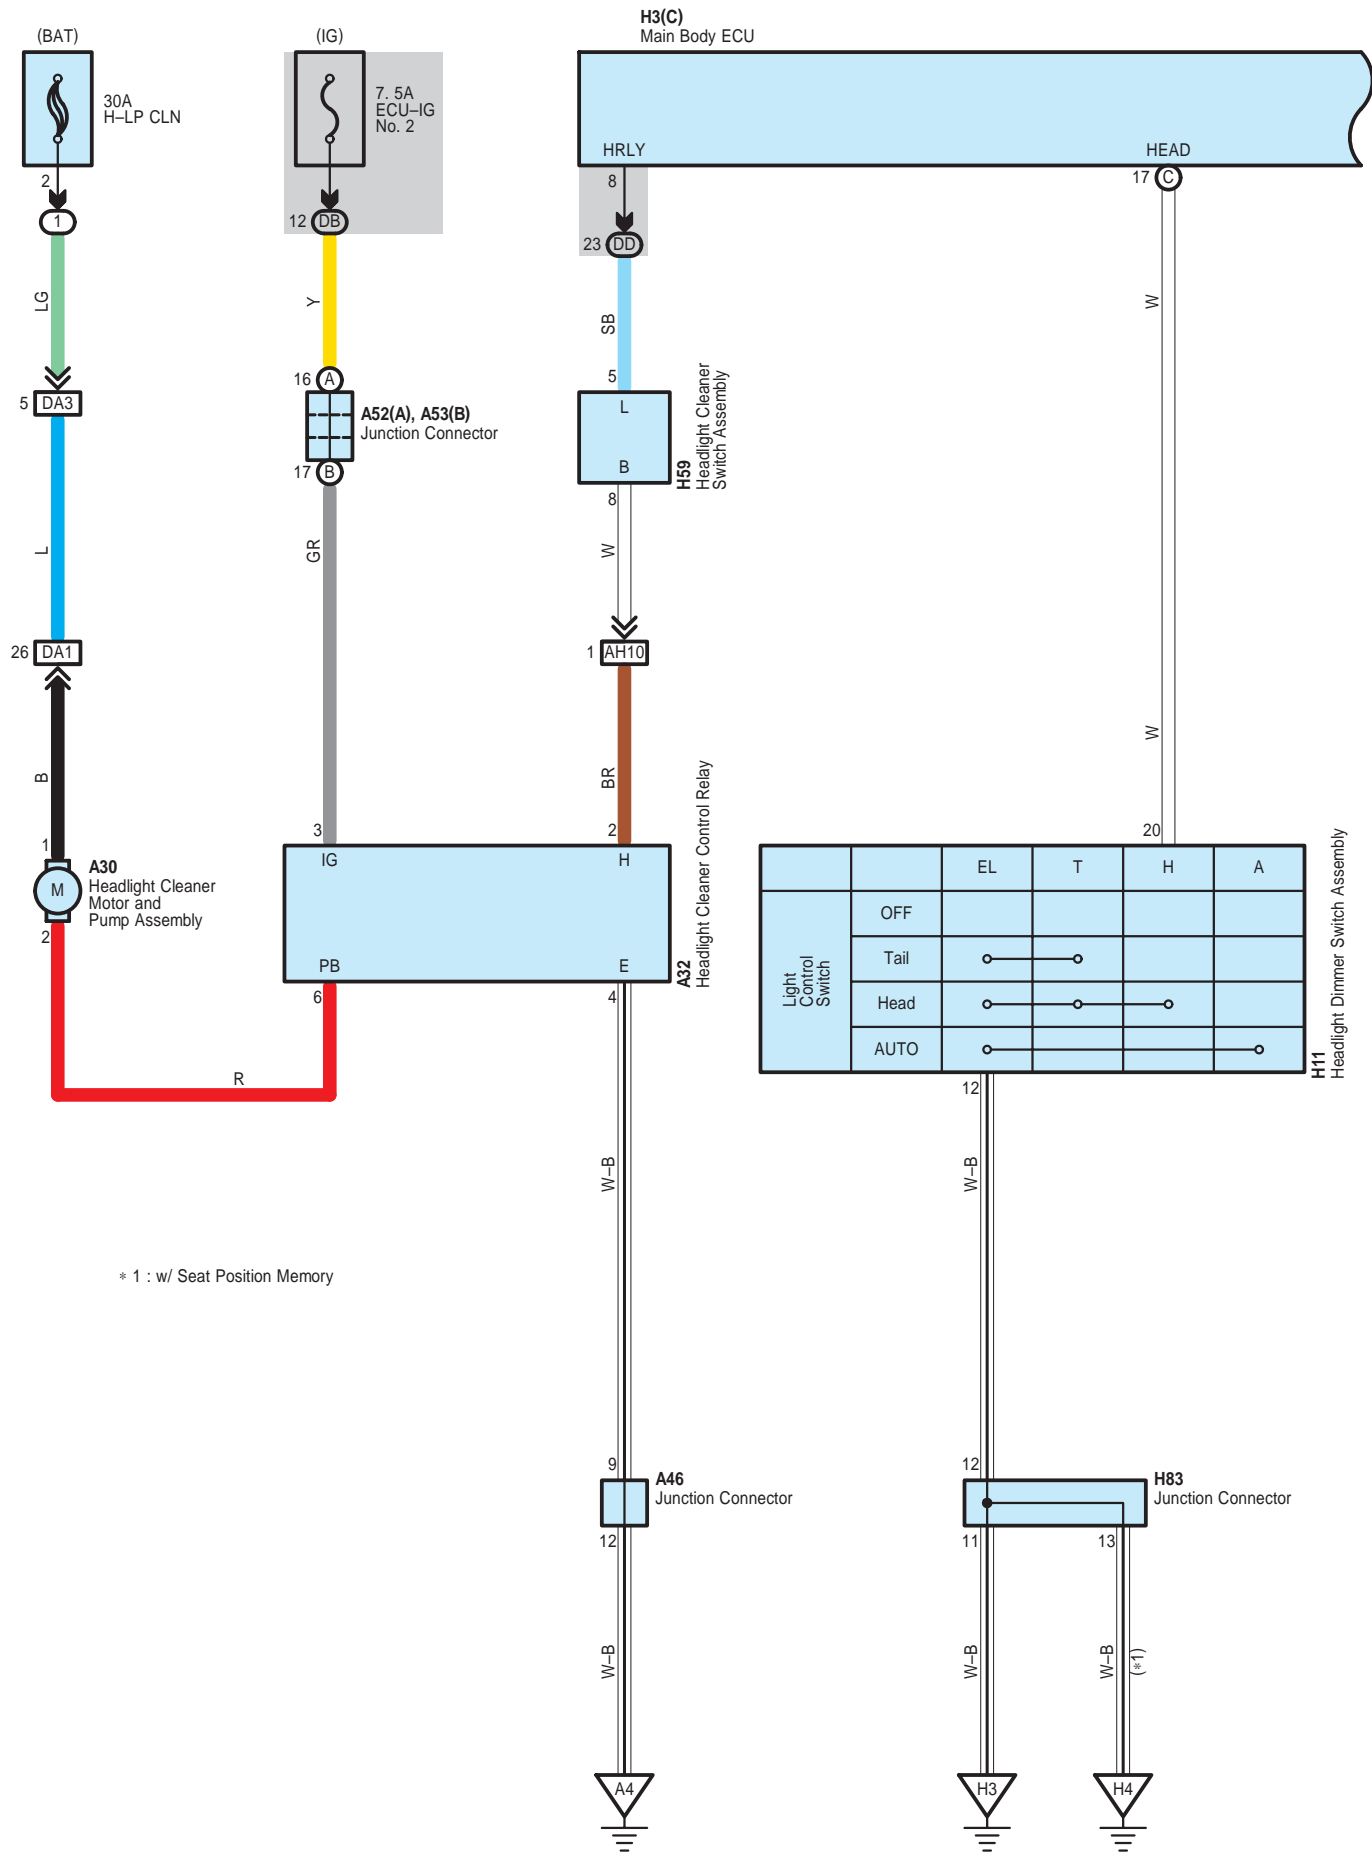 (BAT)
30A
H–LP CLN
2
1
LG
5 DA3
L
26 DA1
B
1
M
A30
Headlight Cleaner
Motor and
Pump Assembly
2
R
(IG)
7. 5A
ECU–IG
No. 2
12 DB
Y
16 A
A52(A), A53(B)
Junction Connector
17 B
GR
3
IG
PB
6
H3(C)
Main Body ECU
HRLY
8
23 DD
SB
5
L
B
8
H59
Headlight Cleaner
Switch Assembly
W
1 AH10
BR
2
H
E
4
A32
Headlight Cleaner Control Relay
W–B
9
A46
Junction Connector
12
W–B
A4
HEAD
17 C
W
W
20
EL T H A
Light
Control
Switch
OFF
Tail
Head
AUTO
H11
Headlight Dimmer Switch Assembly
12
W–B
12
H83
Junction Connector
11
13
W–B
W–B
(*1)
H3
H4
* 1 : w/ Seat Position Memory